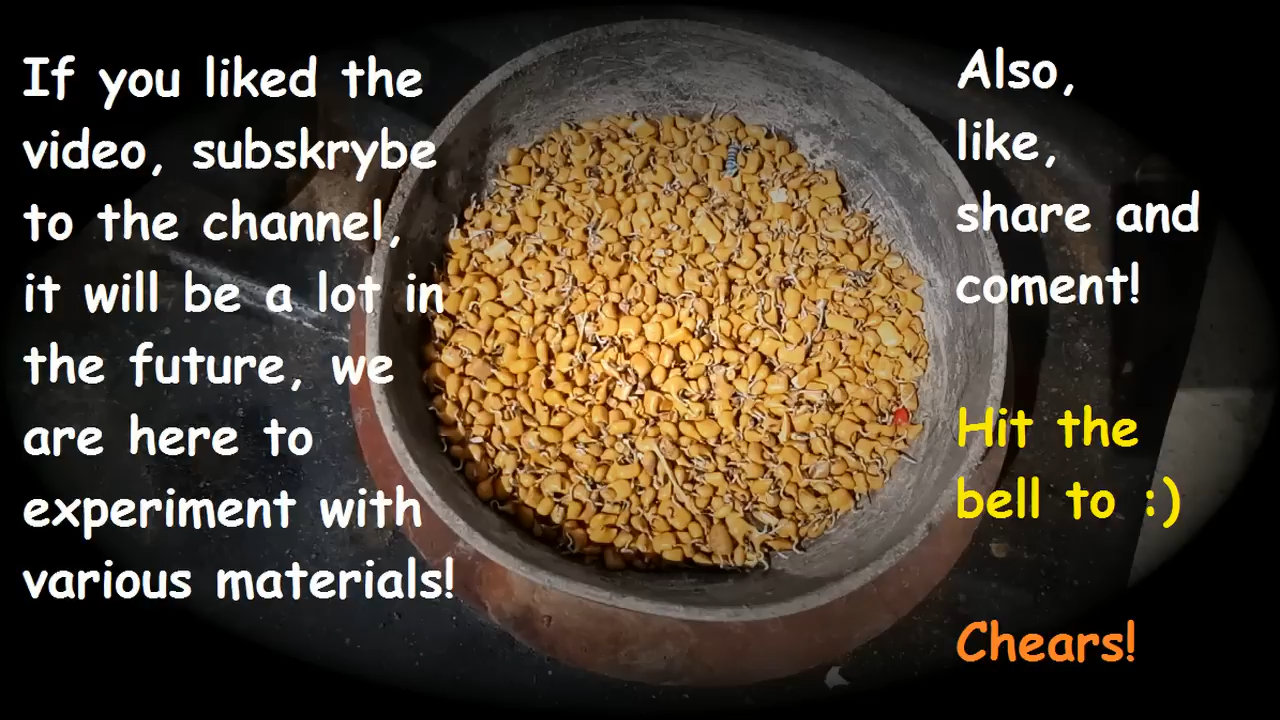 If you liked the
video, subskrybe
to the channel,
it will be a lot in
the future, we
are here to
experiment with
various materials!
Also,
like,
share and
coment!
Hit the
bell to :)
Chears!